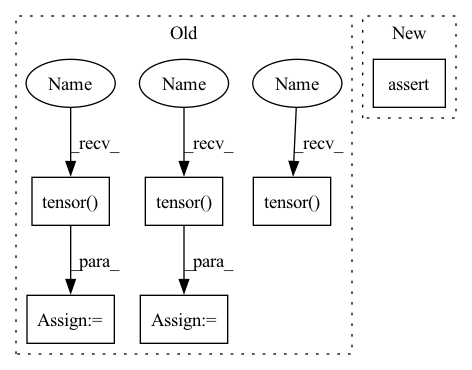 Old
New
Name
Name
Name
assert
_recv_
_recv_
_recv_
tensor()
tensor()
tensor()
_para_
_para_
Assign:=
Assign:=